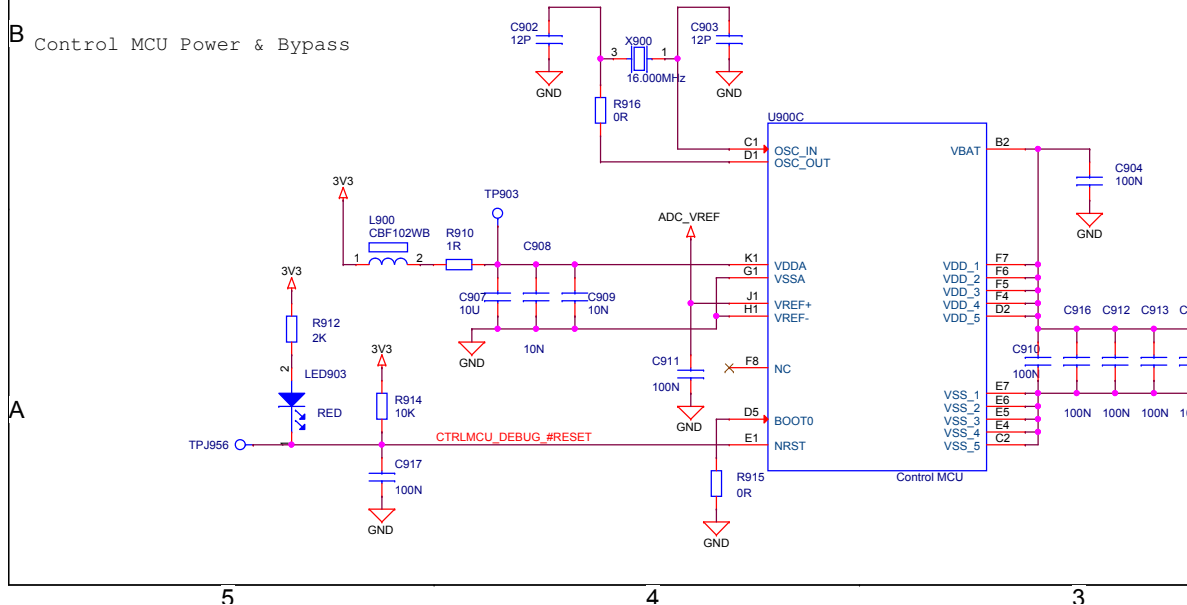 B
Control MCU Power & Bypass
C902
12P
GND
X900
3
1
16.000MHz
C903
12P
GND
R916
0R
U900C
C1
OSC_IN
D1
OSC_OUT
VBAT
B2
C904
100N
GND
3V3
TP903
L900
CBF102WB
1
2
R910
1R
C908
ADC_VREF
K1
VDDA
G1
VSSA
J1
VREF+
H1
VREF-
F8
NC
D5
BOOT0
E1
NRST
VDD_1
F7
VDD_2
F6
VDD_3
F5
VDD_4
F4
VDD_5
D2
VSS_1
E7
VSS_2
E6
VSS_3
E5
VSS_4
E4
VSS_5
C2
Control MCU
C907
10U
C909
10N
10N
GND
C911
100N
GND
3V3
R912
2K
2
LED903
RED
3V3
R914
10K
A
TPJ956
CTRLMCU_DEBUG_#RESET
C917
100N
GND
R915
0R
GND
C916
C912
C913
C910
100N
100N
100N
100N
5
4
3